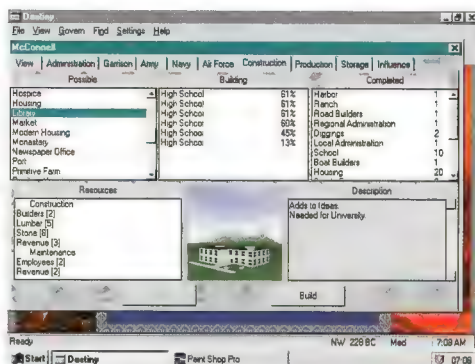 Destiny
File View Govern Find Settings Help
McConnell
View Administration Garrison Army Navy Air Force Construction Production Storage Influence
Possible Building Completed
Hospice
Housing
Library
Market
Modern Housing
Monastary
Newspaper Office
Port
Primitive Farm
High School 61%
High School 61%
High School 61%
High School 60%
High School 45%
High School 13%
Harbor 1
Ranch 1
Road Builders 1
Regional Administration 1
Diggings 2
Local Administration 1
School 10
Boat Builders 1
Housing 20
Resources
Construction
Builders [2]
Lumber [5]
Stone [6]
Revenue [3]
Maintenance
Employees [2]
Revenue [2]
Description
Adds to Ideas.
Needed for University.
Build
Ready NW 228 BC Med 7:09 AM
Start Destiny Paint Shop Pro 07:09